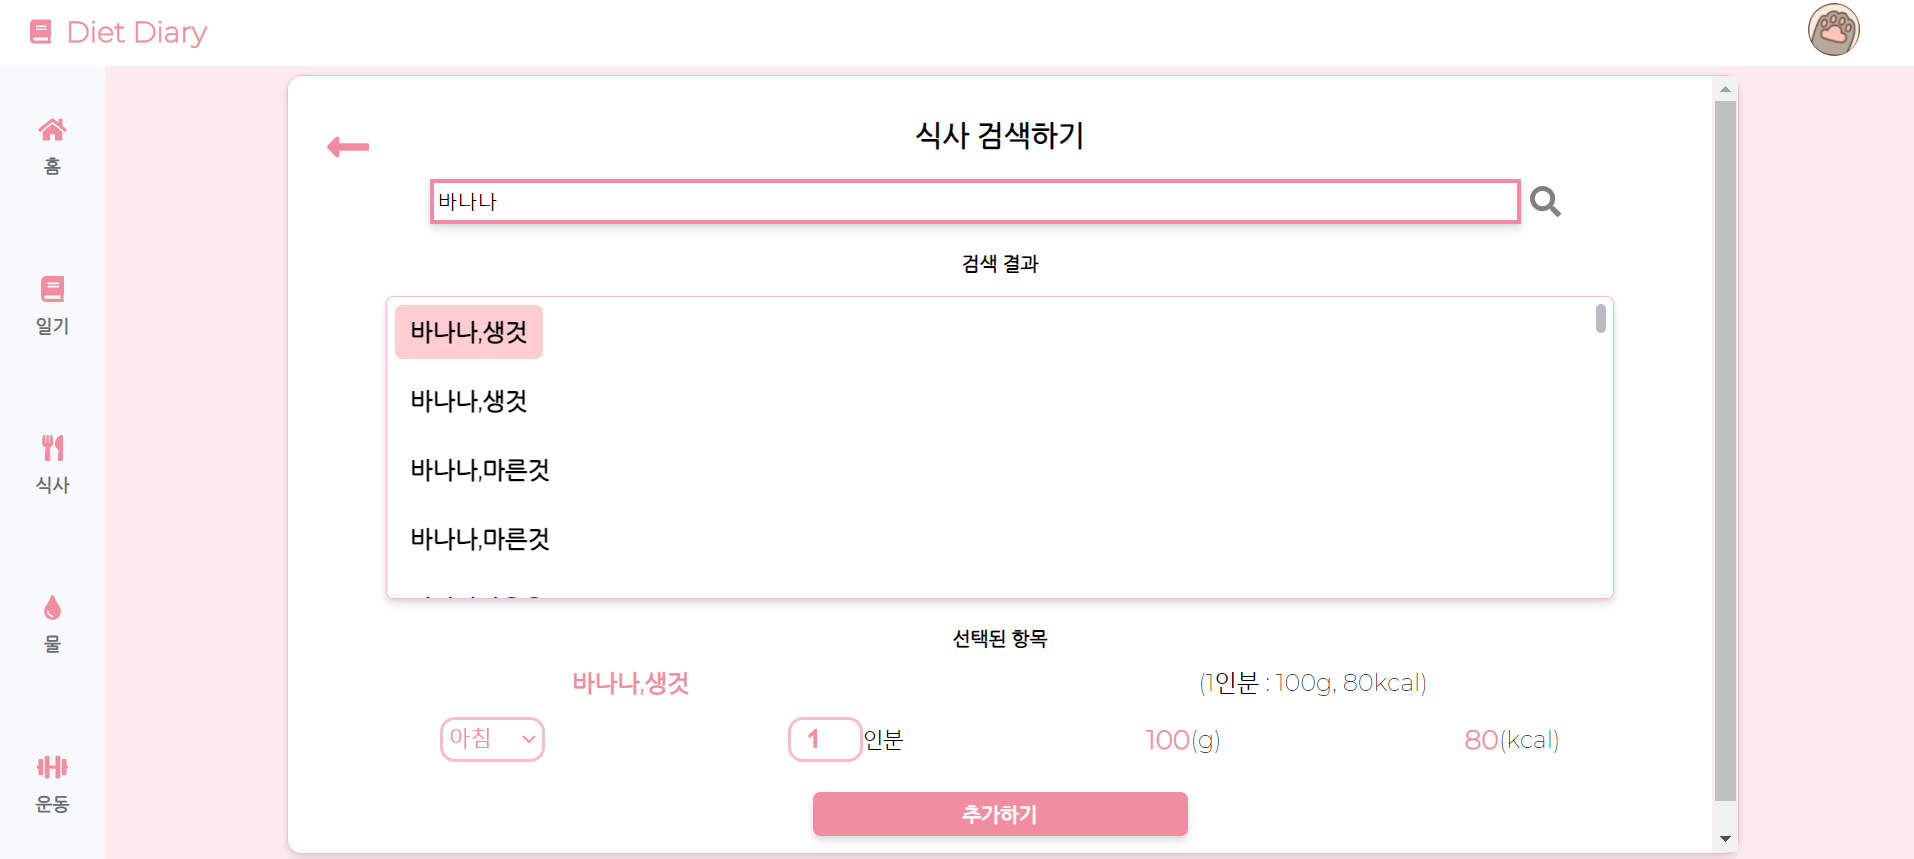 Diet Diary
홈
일기
식사
물
운동
식사 검색하기
바나나
검색 결과
바나나,생것
바나나,생것
바나나,마른것
바나나,마른것
선택된 항목
바나나,생것 (1인분 : 100g, 80kcal)
아침 1인분 100(g) 80(kcal)
추가하기